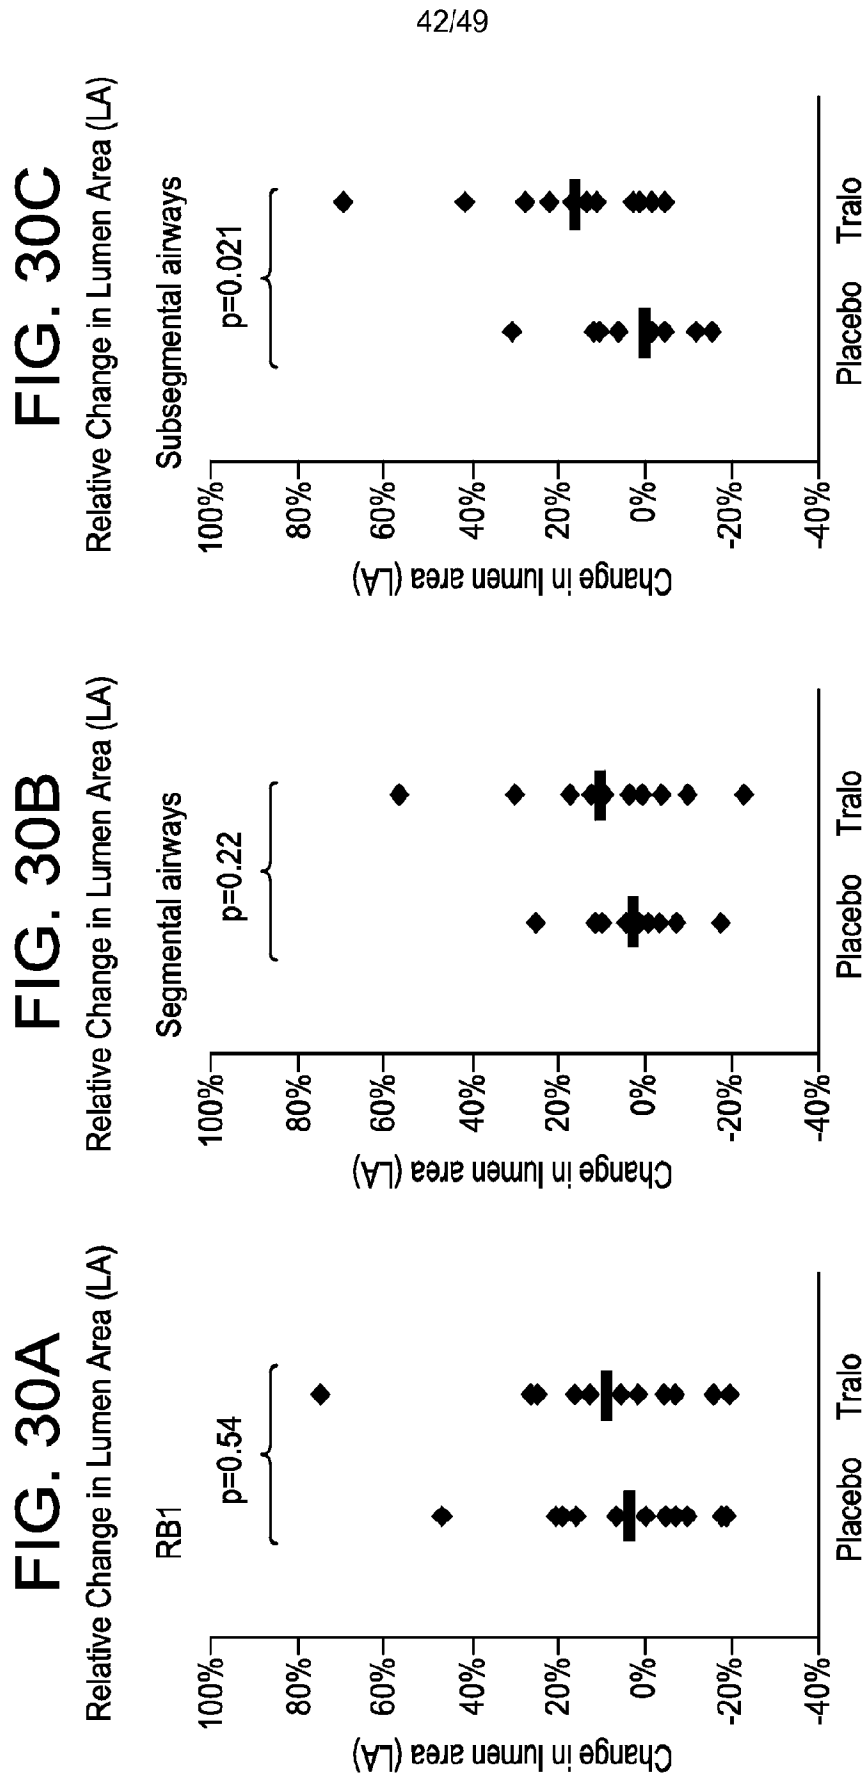 42/49
FIG. 30A
Relative Change in Lumen Area (LA)
RB1
p=0.54
Change in lumen area (LA)
100%
80%
60%
40%
20%
0%
-20%
-40%
Placebo Tralo
FIG. 30B
Relative Change in Lumen Area (LA)
Segmental airways
p=0.22
Change in lumen area (LA)
100%
80%
60%
40%
20%
0%
-20%
-40%
Placebo Tralo
FIG. 30C
Relative Change in Lumen Area (LA)
Subsegmental airways
p=0.021
Change in lumen area (LA)
100%
80%
60%
40%
20%
0%
-20%
-40%
Placebo Tralo